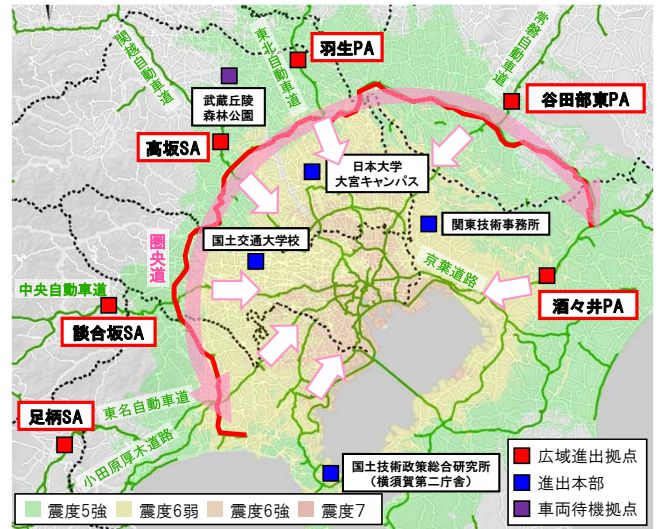 関越自動車道
東北自動車道
羽生PA
常磐自動車道
武蔵丘陵
森林公園
谷田部東PA
高坂SA
日本大学
大宮キャンパス
関東技術事務所
国土交通大学校
圏央道
京葉道路
中央自動車道
酒々井PA
談合坂SA
東名自動車道
足柄SA
小田原厚木道路
国土技術政策総合研究所
（横須賀第二庁舎）
広域進出拠点
進出本部
車両待機拠点
震度5強
震度6弱
震度6強
震度7